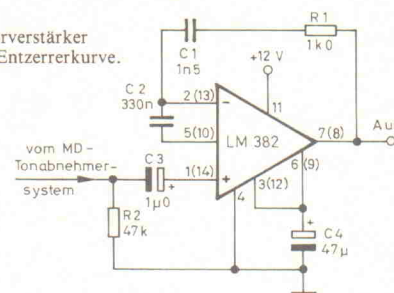 rverstärker
Entzerrerkurve.
R1
1k0
C1
1n5
+12 V
C2
330n
2(13)
−
11
5(10)
LM 382
7(8)
Au
6(9)
vom MD-
Tonabnehmer-
system
C3
+
1μ0
1(14)
+
3(12)
4
R2
47k
+
C4
47μ